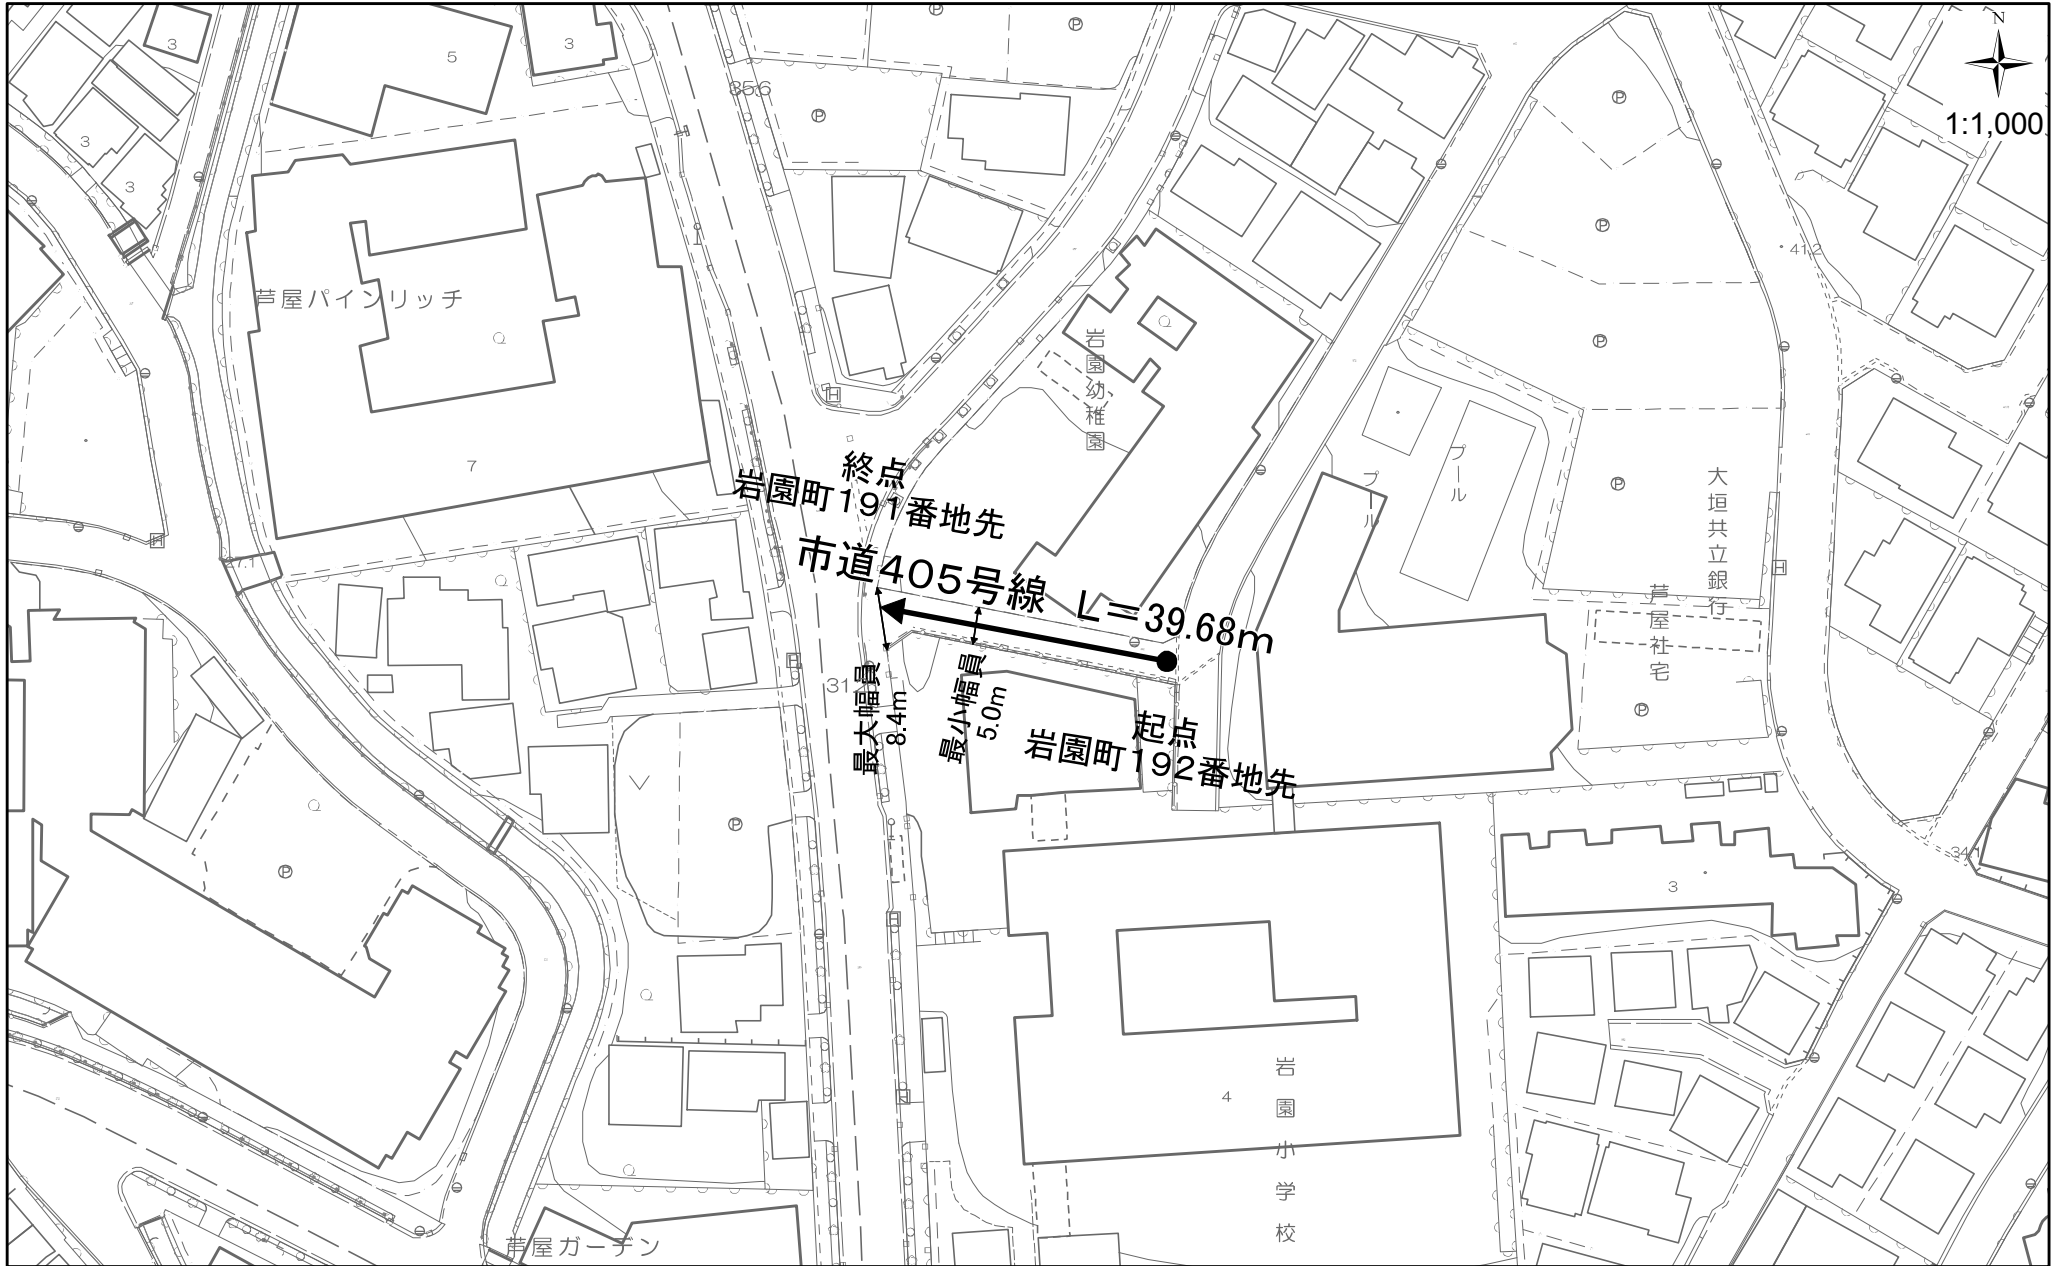 N
1:1,000
3
5
3
35.6
3
3
41.2
芦屋パインリッチ
岩園幼稚園
7
終点
岩園町191番地先
市道405号線 L=39.68m
プール
プール
大垣共立銀行
芦屋社宅
最大幅員
8.4m
最小幅員
5.0m
起点
岩園町192番地先
3
4
岩園小学校
芦屋ガーデン